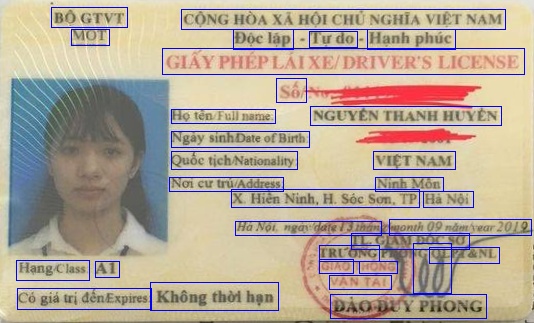 BỘ GTVT
MOT
CỘNG HÒA XÃ HỘI CHỦ NGHĨA VIỆT NAM
Độc lập - Tự do - Hạnh phúc
GIẤY PHÉP LÁI XE/DRIVER'S LICENSE
Số/No:
Họ tên/Full name: NGUYỄN THANH HUYỀN
Ngày sinh/Date of Birth:
Quốc tịch/Nationality: VIỆT NAM
Nơi cư trú/Address: Ninh Môn
X. Hiền Ninh, H. Sóc Sơn, TP Hà Nội
Hà Nội, ngày/date 13 tháng/month 09 năm/year 2019
TL. GIÁM ĐỐC SỞ
TRƯỞNG PHÒNG QLPT&NL
GIAO THÔNG
VẬN TẢI
Hạng/Class A1
Có giá trị đến/Expires: Không thời hạn
ĐÀO DUY PHONG